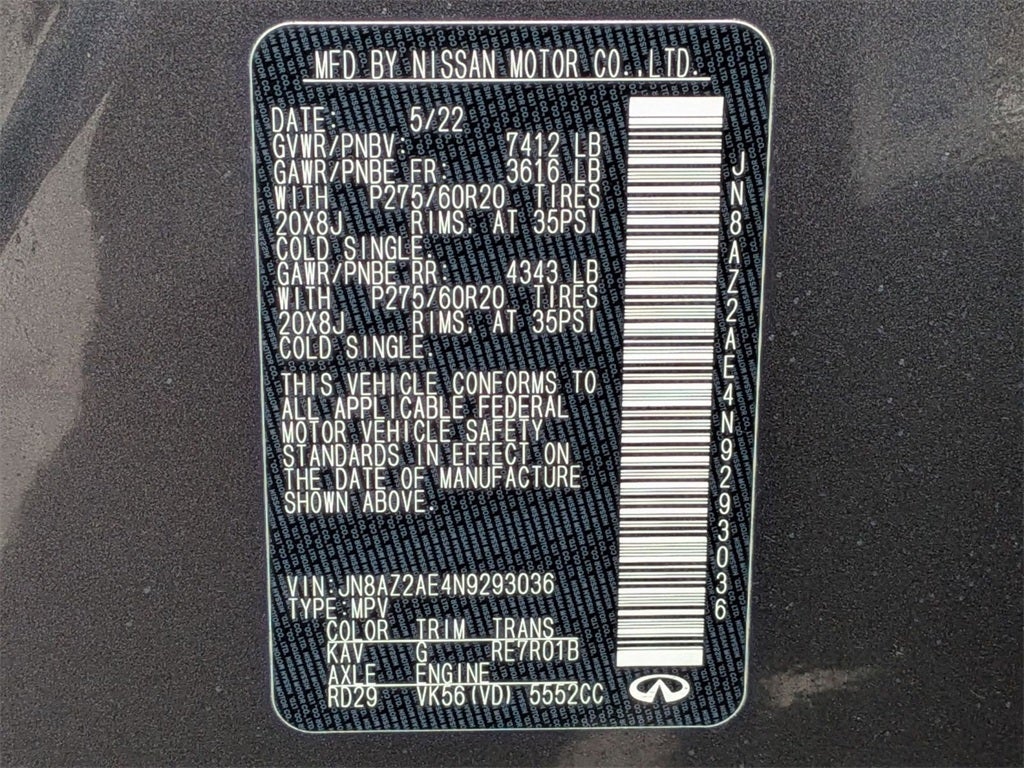 MFD BY NISSAN MOTOR CO.,LTD.
DATE: 5/22
GVWR/PNBV: 7412 LB
GAWR/PNBE FR: 3616 LB
WITH P275/60R20 TIRES
20X8J RIMS, AT 35PSI
COLD SINGLE.
GAWR/PNBE RR: 4343 LB
WITH P275/60R20 TIRES
20X8J RIMS, AT 35PSI
COLD SINGLE.
THIS VEHICLE CONFORMS TO
ALL APPLICABLE FEDERAL
MOTOR VEHICLE SAFETY
STANDARDS IN EFFECT ON
THE DATE OF MANUFACTURE
SHOWN ABOVE.
VIN:JN8AZ2AE4N9293036
TYPE:MPV
COLOR TRIM TRANS
KAV G RE7R01B
AXLE ENGINE
RD29 VK56(VD) 5552CC
JN8AZ2AE4N9293036